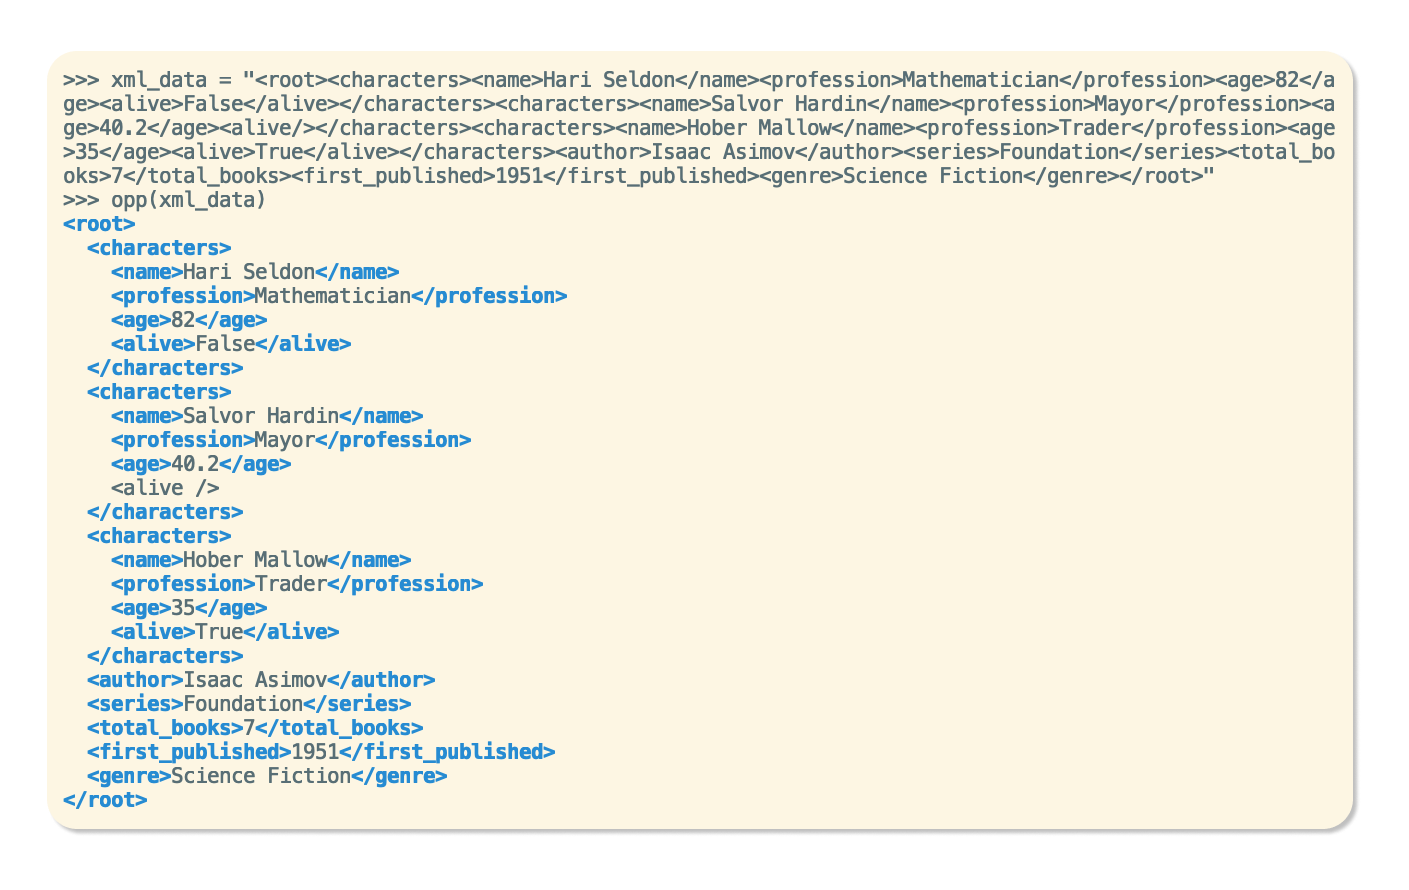 >>> xml_data = "<root><characters><name>Hari Seldon</name><profession>Mathematician</profession><age>82</a
ge><alive>False</alive></characters><characters><name>Salvor Hardin</name><profession>Mayor</profession><a
ge>40.2</age><alive/></characters><characters><name>Hober Mallow</name><profession>Trader</profession><age
>35</age><alive>True</alive></characters><author>Isaac Asimov</author><series>Foundation</series><total_bo
oks>7</total_books><first_published>1951</first_published><genre>Science Fiction</genre></root>"
>>> opp(xml_data)
<root>
  <characters>
    <name>Hari Seldon</name>
    <profession>Mathematician</profession>
    <age>82</age>
    <alive>False</alive>
  </characters>
  <characters>
    <name>Salvor Hardin</name>
    <profession>Mayor</profession>
    <age>40.2</age>
    <alive />
  </characters>
  <characters>
    <name>Hober Mallow</name>
    <profession>Trader</profession>
    <age>35</age>
    <alive>True</alive>
  </characters>
  <author>Isaac Asimov</author>
  <series>Foundation</series>
  <total_books>7</total_books>
  <first_published>1951</first_published>
  <genre>Science Fiction</genre>
</root>